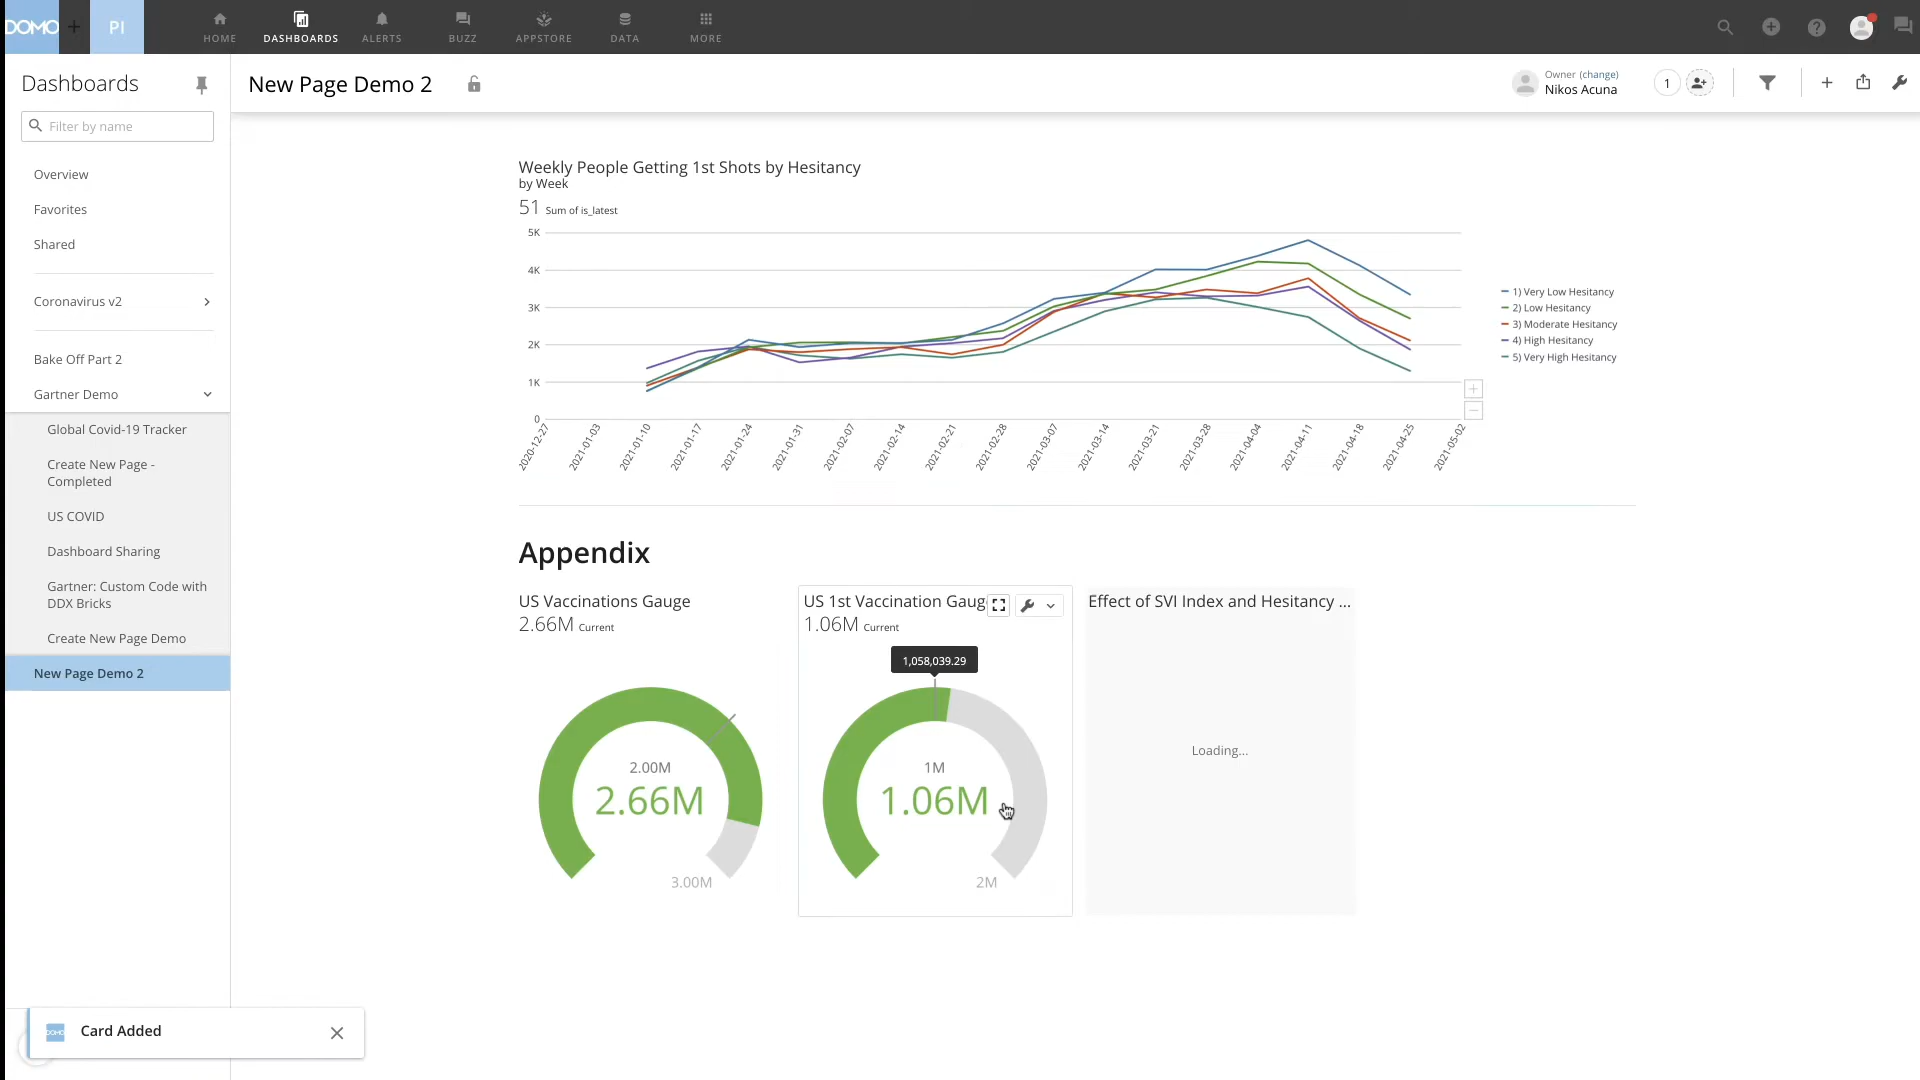 DOMO
PI
HOME
DASHBOARDS
ALERTS
BUZZ
APPSTORE
DATA
MORE
Dashboards
Filter by name
Overview
Favorites
Shared
Coronavirus v2
Bake Off Part 2
Gartner Demo
Global Covid-19 Tracker
Create New Page -
Completed
US COVID
Dashboard Sharing
Gartner: Custom Code with
DDX Bricks
Create New Page Demo
New Page Demo 2
New Page Demo 2
Owner (change)
Nikos Acuna
1
Weekly People Getting 1st Shots by Hesitancy
by Week
51 Sum of is_latest
5K
4K
3K
2K
1K
0
2020-12-27
2021-01-03
2021-01-10
2021-01-17
2021-01-24
2021-01-31
2021-02-07
2021-02-14
2021-02-21
2021-02-28
2021-03-07
2021-03-14
2021-03-21
2021-03-28
2021-04-04
2021-04-11
2021-04-18
2021-04-25
2021-05-02
1) Very Low Hesitancy
2) Low Hesitancy
3) Moderate Hesitancy
4) High Hesitancy
5) Very High Hesitancy
Appendix
US Vaccinations Gauge
2.66M Current
2.00M
2.66M
3.00M
US 1st Vaccination Gaug
1.06M Current
1,058,039.29
1M
1.06M
2M
Effect of SVI Index and Hesitancy ...
Loading...
DOMO
Card Added